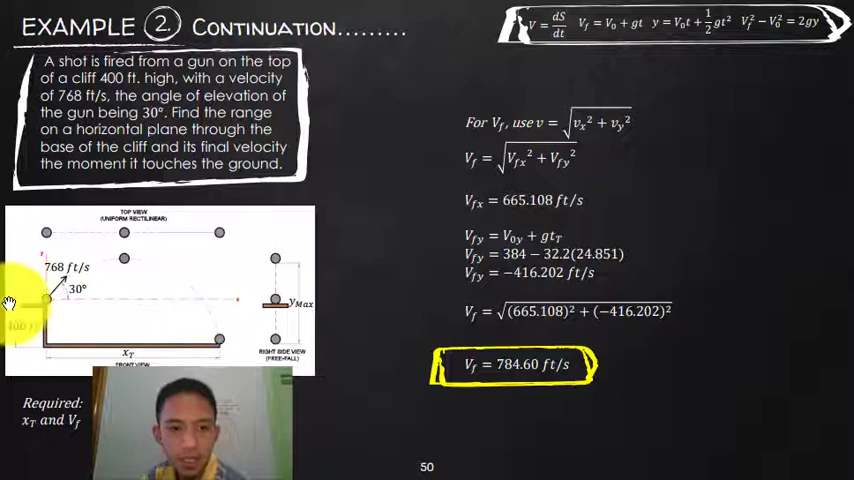 EXAMPLE 2. CONTINUATION………
V = dS/dt   V_f = V_0 + gt   y = V_0t + 1/2 gt²   V_f² − V_0² = 2gy
A shot is fired from a gun on the top
of a cliff 400 ft. high, with a velocity
of 768 ft/s, the angle of elevation of
the gun being 30°. Find the range
on a horizontal plane through the
base of the cliff and its final velocity
the moment it touches the ground.
TOP VIEW
(UNIFORM RECTILINEAR)
y
768 ft/s
30°
x
y_Max
400
x_T
RIGHT SIDE VIEW
(FREE-FALL)
FRONT VIEW
Required:
x_T and V_f
For V_f, use v = √(v_x² + v_y²)
V_f = √(V_fx² + V_fy²)
V_fx = 665.108 ft/s
V_fy = V_0y + gt_T
V_fy = 384 − 32.2(24.851)
V_fy = −416.202 ft/s
V_f = √((665.108)² + (−416.202)²)
V_f = 784.60 ft/s
50